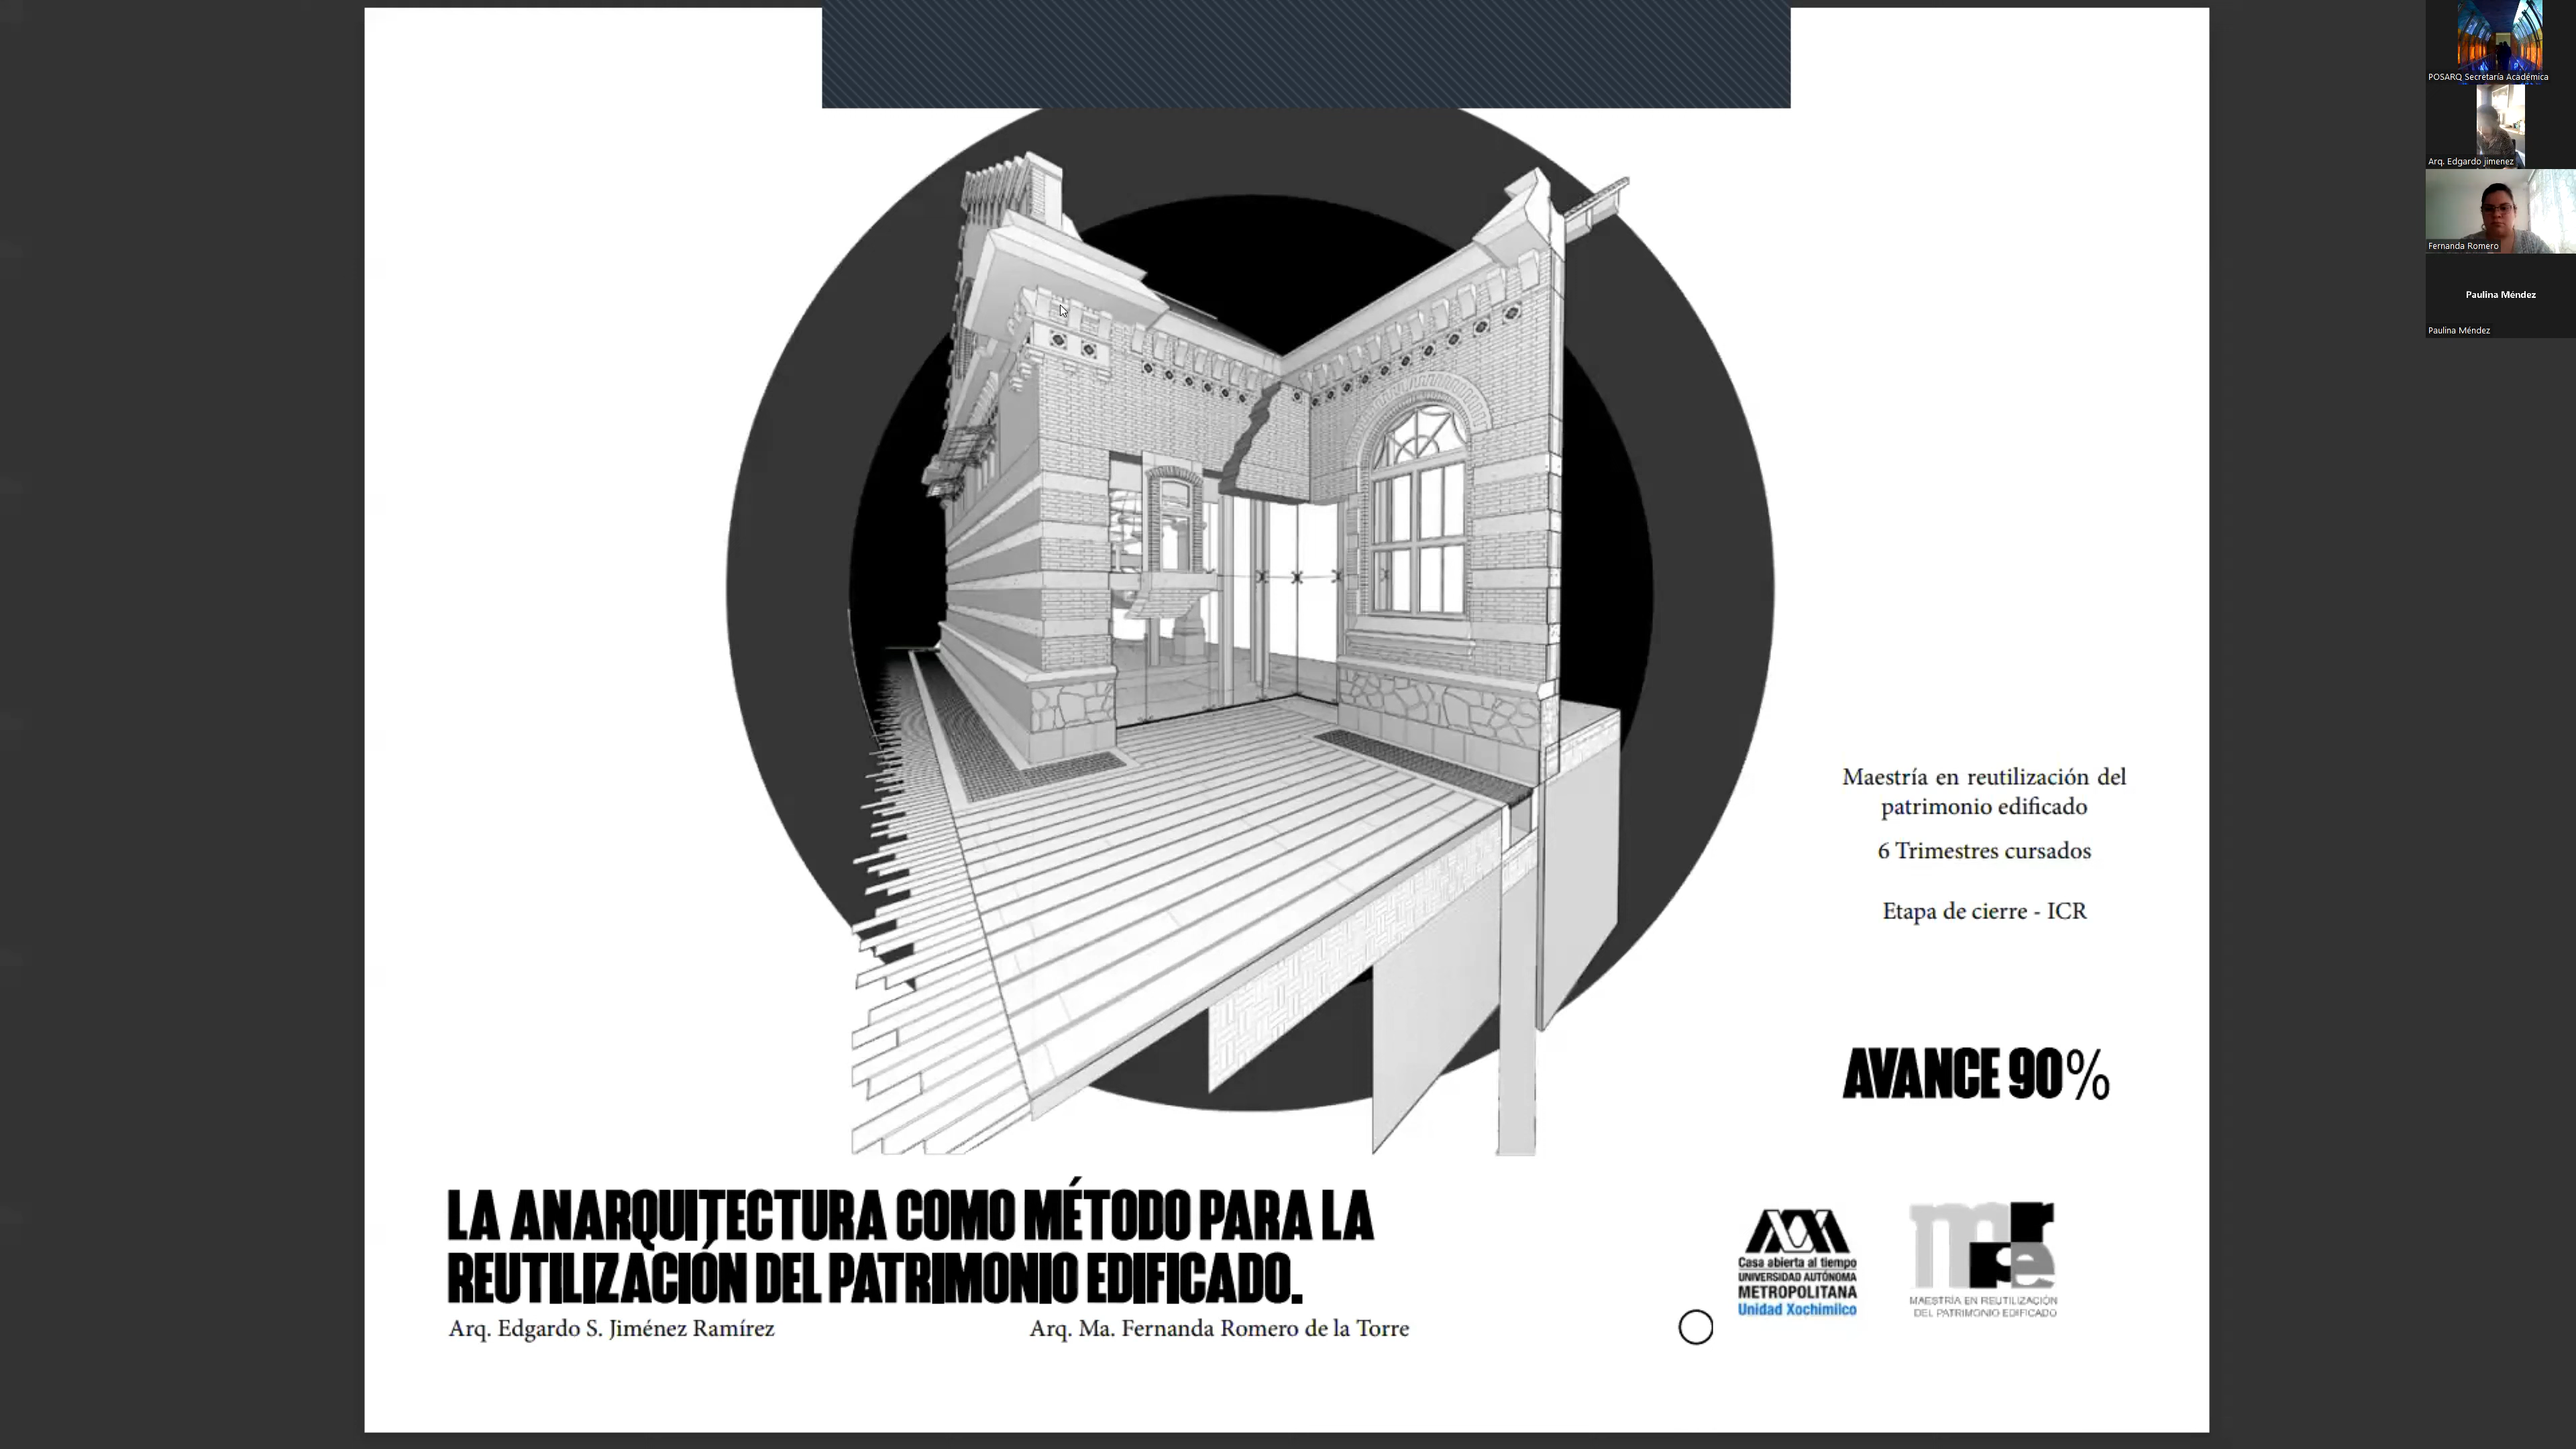 POSARQ Secretaría Académica
Arq. Edgardo jimenez
Fernanda Romero
Paulina Méndez
Paulina Méndez
Maestría en reutilización del
patrimonio edificado
6 Trimestres cursados
Etapa de cierre - ICR
AVANCE 90%
LA ANARQUITECTURA COMO MÉTODO PARA LA
REUTILIZACIÓN DEL PATRIMONIO EDIFICADO.
Arq. Edgardo S. Jiménez Ramírez
Arq. Ma. Fernanda Romero de la Torre
Casa abierta al tiempo
UNIVERSIDAD AUTÓNOMA
METROPOLITANA
Unidad Xochimilco
mrpe
MAESTRÍA EN REUTILIZACIÓN
DEL PATRIMONIO EDIFICADO